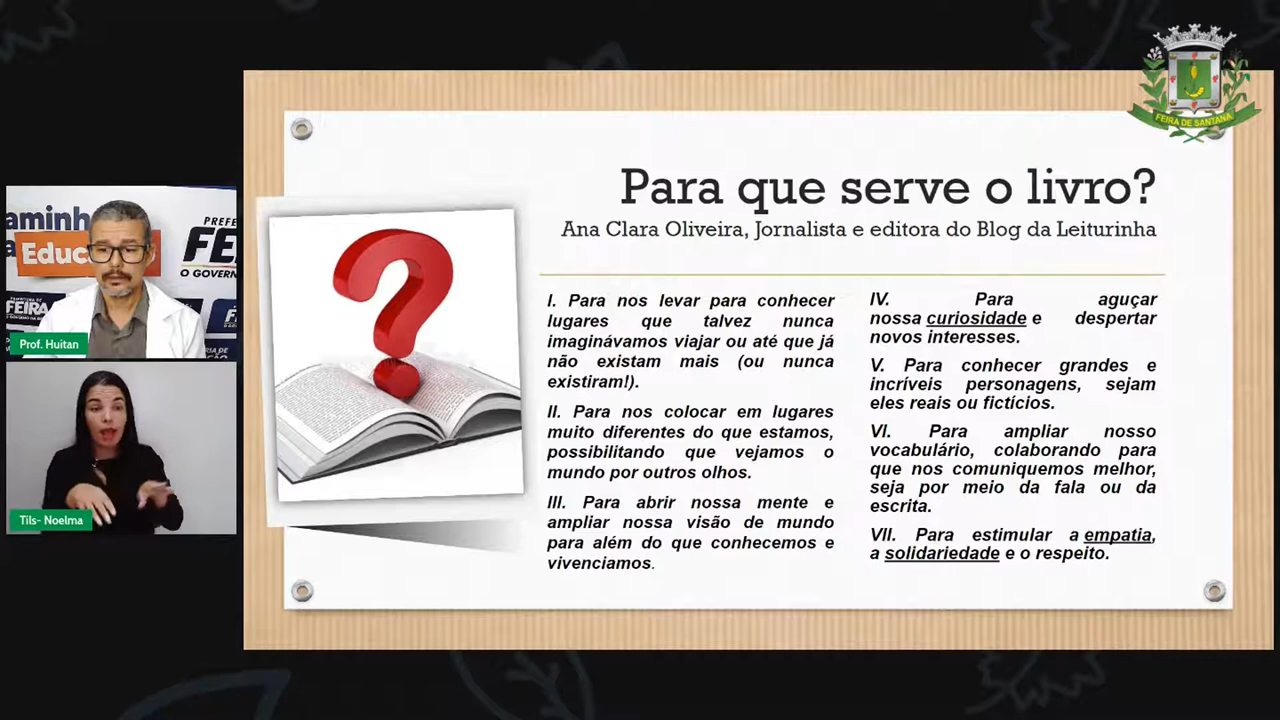 FEIRA DE SANTANA
Para que serve o livro?
Ana Clara Oliveira, Jornalista e editora do Blog da Leiturinha
I. Para nos levar para conhecer
lugares que talvez nunca
imaginávamos viajar ou até que já
não existam mais (ou nunca
existiram!).
II. Para nos colocar em lugares
muito diferentes do que estamos,
possibilitando que vejamos o
mundo por outros olhos.
III. Para abrir nossa mente e
ampliar nossa visão de mundo
para além do que conhecemos e
vivenciamos.
IV. Para aguçar
nossa curiosidade e despertar
novos interesses.
V. Para conhecer grandes e
incríveis personagens, sejam
eles reais ou fictícios.
VI. Para ampliar nosso
vocabulário, colaborando para
que nos comuniquemos melhor,
seja por meio da fala ou da
escrita.
VII. Para estimular a empatia,
a solidariedade e o respeito.
aminh
Educ
PREFE
FE
O GOVERN
FEIRA
Prof. Huitan
Tils- Noelma